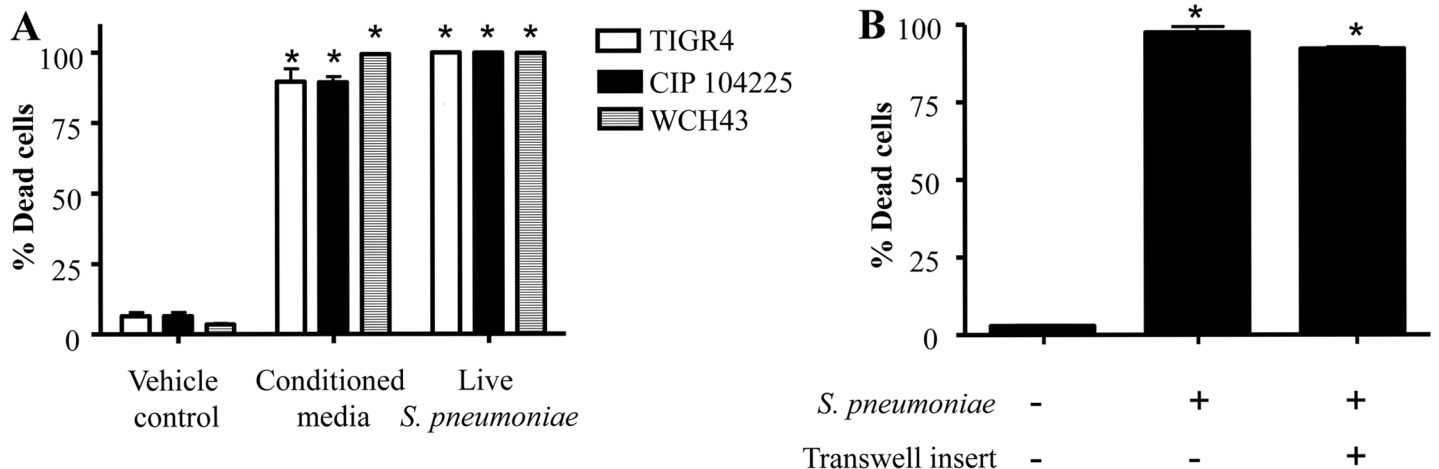 A
% Dead cells
100
75
50
25
0
* * * * * *
Vehicle control
Conditioned media
Live S. pneumoniae
TIGR4
CIP 104225
WCH43
B
% Dead cells
100
75
50
25
0
* *
S. pneumoniae - + +
Transwell insert - - +